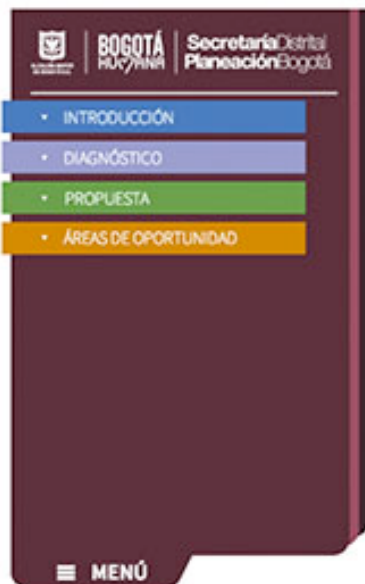 BOGOTÁ
HUMANA
SecretaríaDistrital
PlaneaciónBogotá
INTRODUCCIÓN
DIAGNÓSTICO
PROPUESTA
ÁREAS DE OPORTUNIDAD
MENÚ